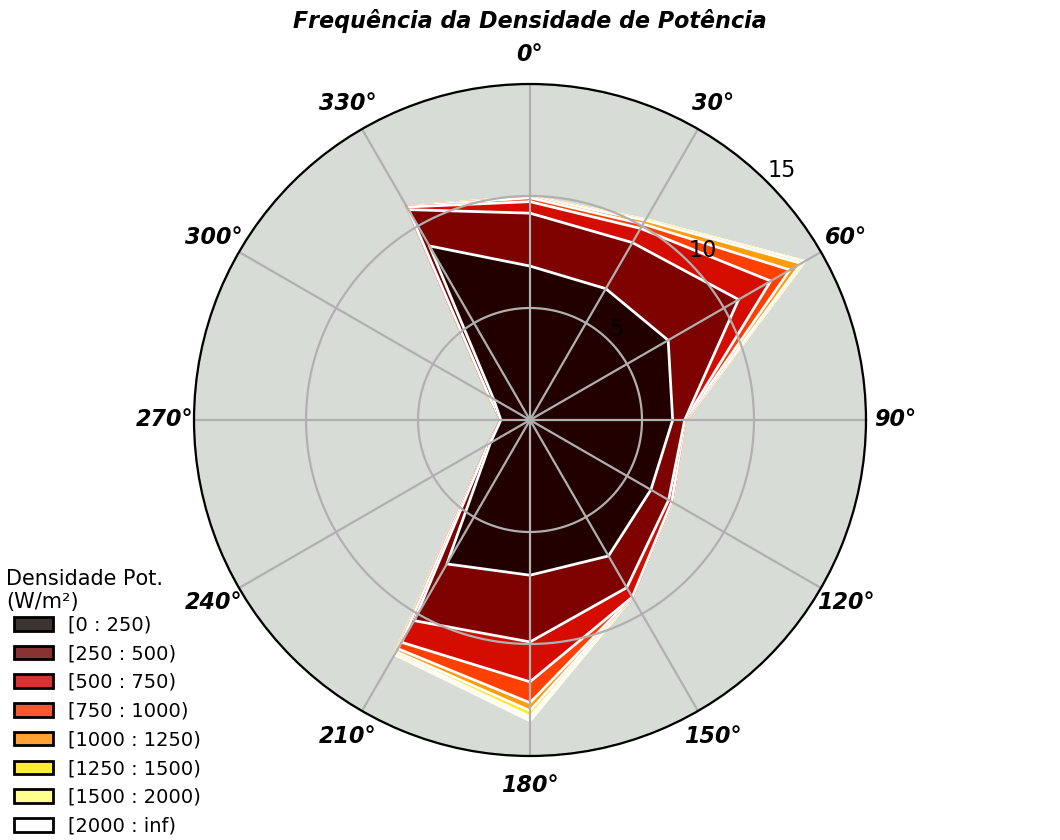 Frequência da Densidade de Potência
0°
330°
30°
15
300°
60°
10
5
270°
90°
Densidade Pot.
(W/m²)
240°
120°
[0 : 250)
[250 : 500)
[500 : 750)
[750 : 1000)
210°
150°
[1000 : 1250)
[1250 : 1500)
180°
[1500 : 2000)
[2000 : inf)